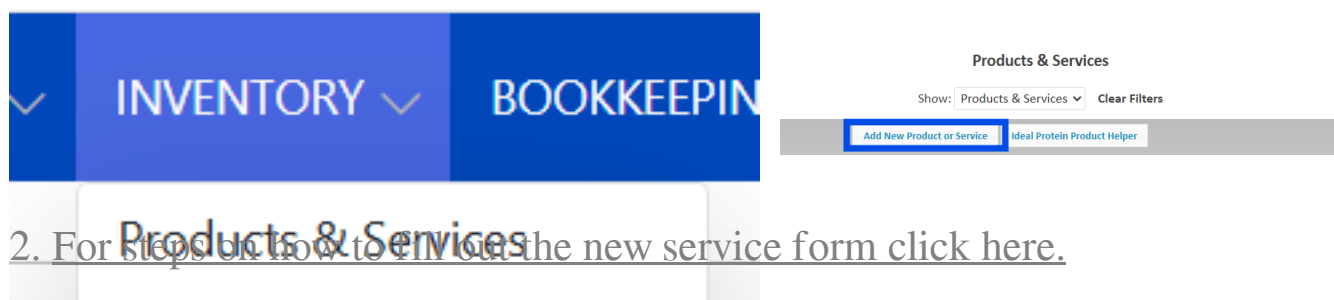 INVENTORY BOOKKEEPIN
Products & Services
Products & Services
Show: Products & Services Clear Filters
Add New Product or Service Ideal Protein Product Helper
2. For steps on how to fill out the new service form click here.